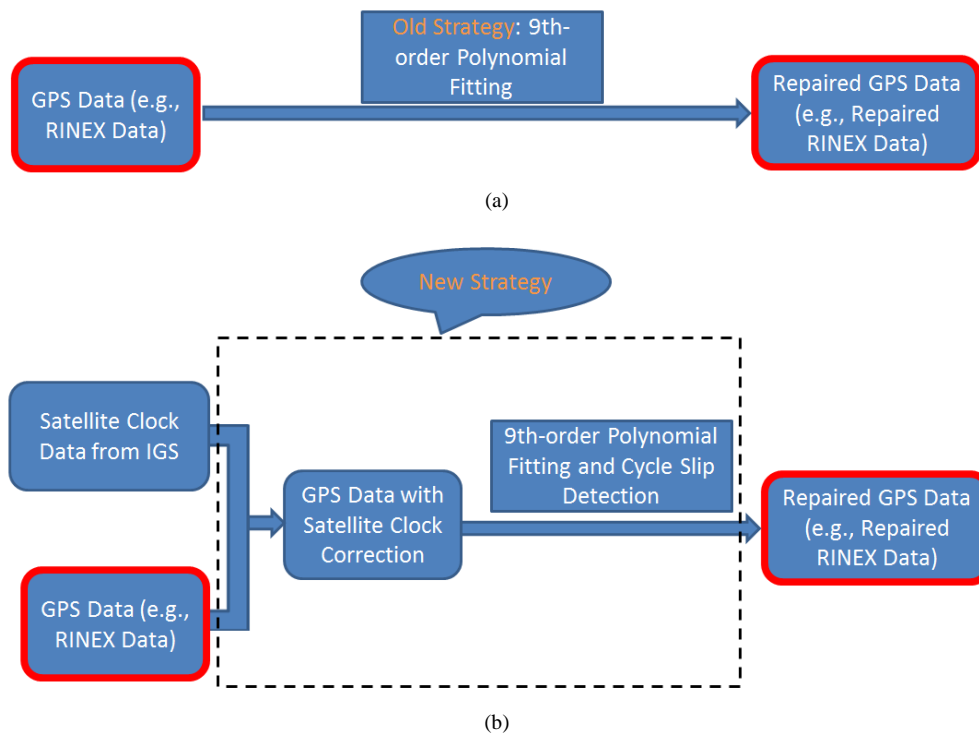 Old Strategy: 9th-
order Polynomial
Fitting
GPS Data (e.g.,
RINEX Data)
Repaired GPS Data
(e.g., Repaired
RINEX Data)
(a)
New Strategy
Satellite Clock
Data from IGS
GPS Data (e.g.,
RINEX Data)
GPS Data with
Satellite Clock
Correction
9th-order Polynomial
Fitting and Cycle Slip
Detection
Repaired GPS Data
(e.g., Repaired
RINEX Data)
(b)